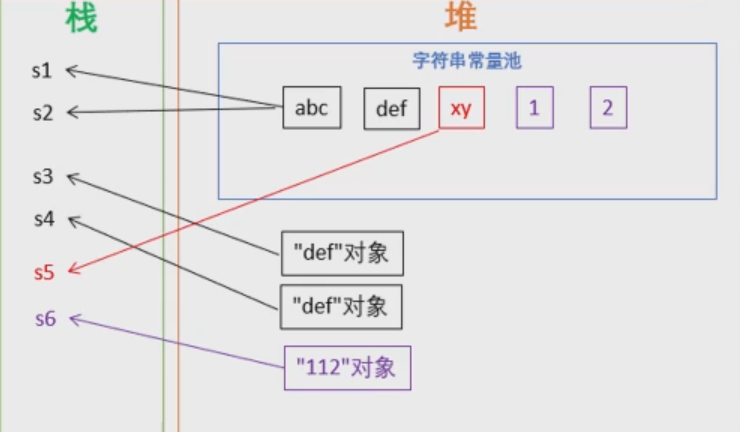 栈 堆
字符串常量池
s1
abc def xy 1 2
s2
s3
s4
"def"对象
s5
"def"对象
s6
"112"对象